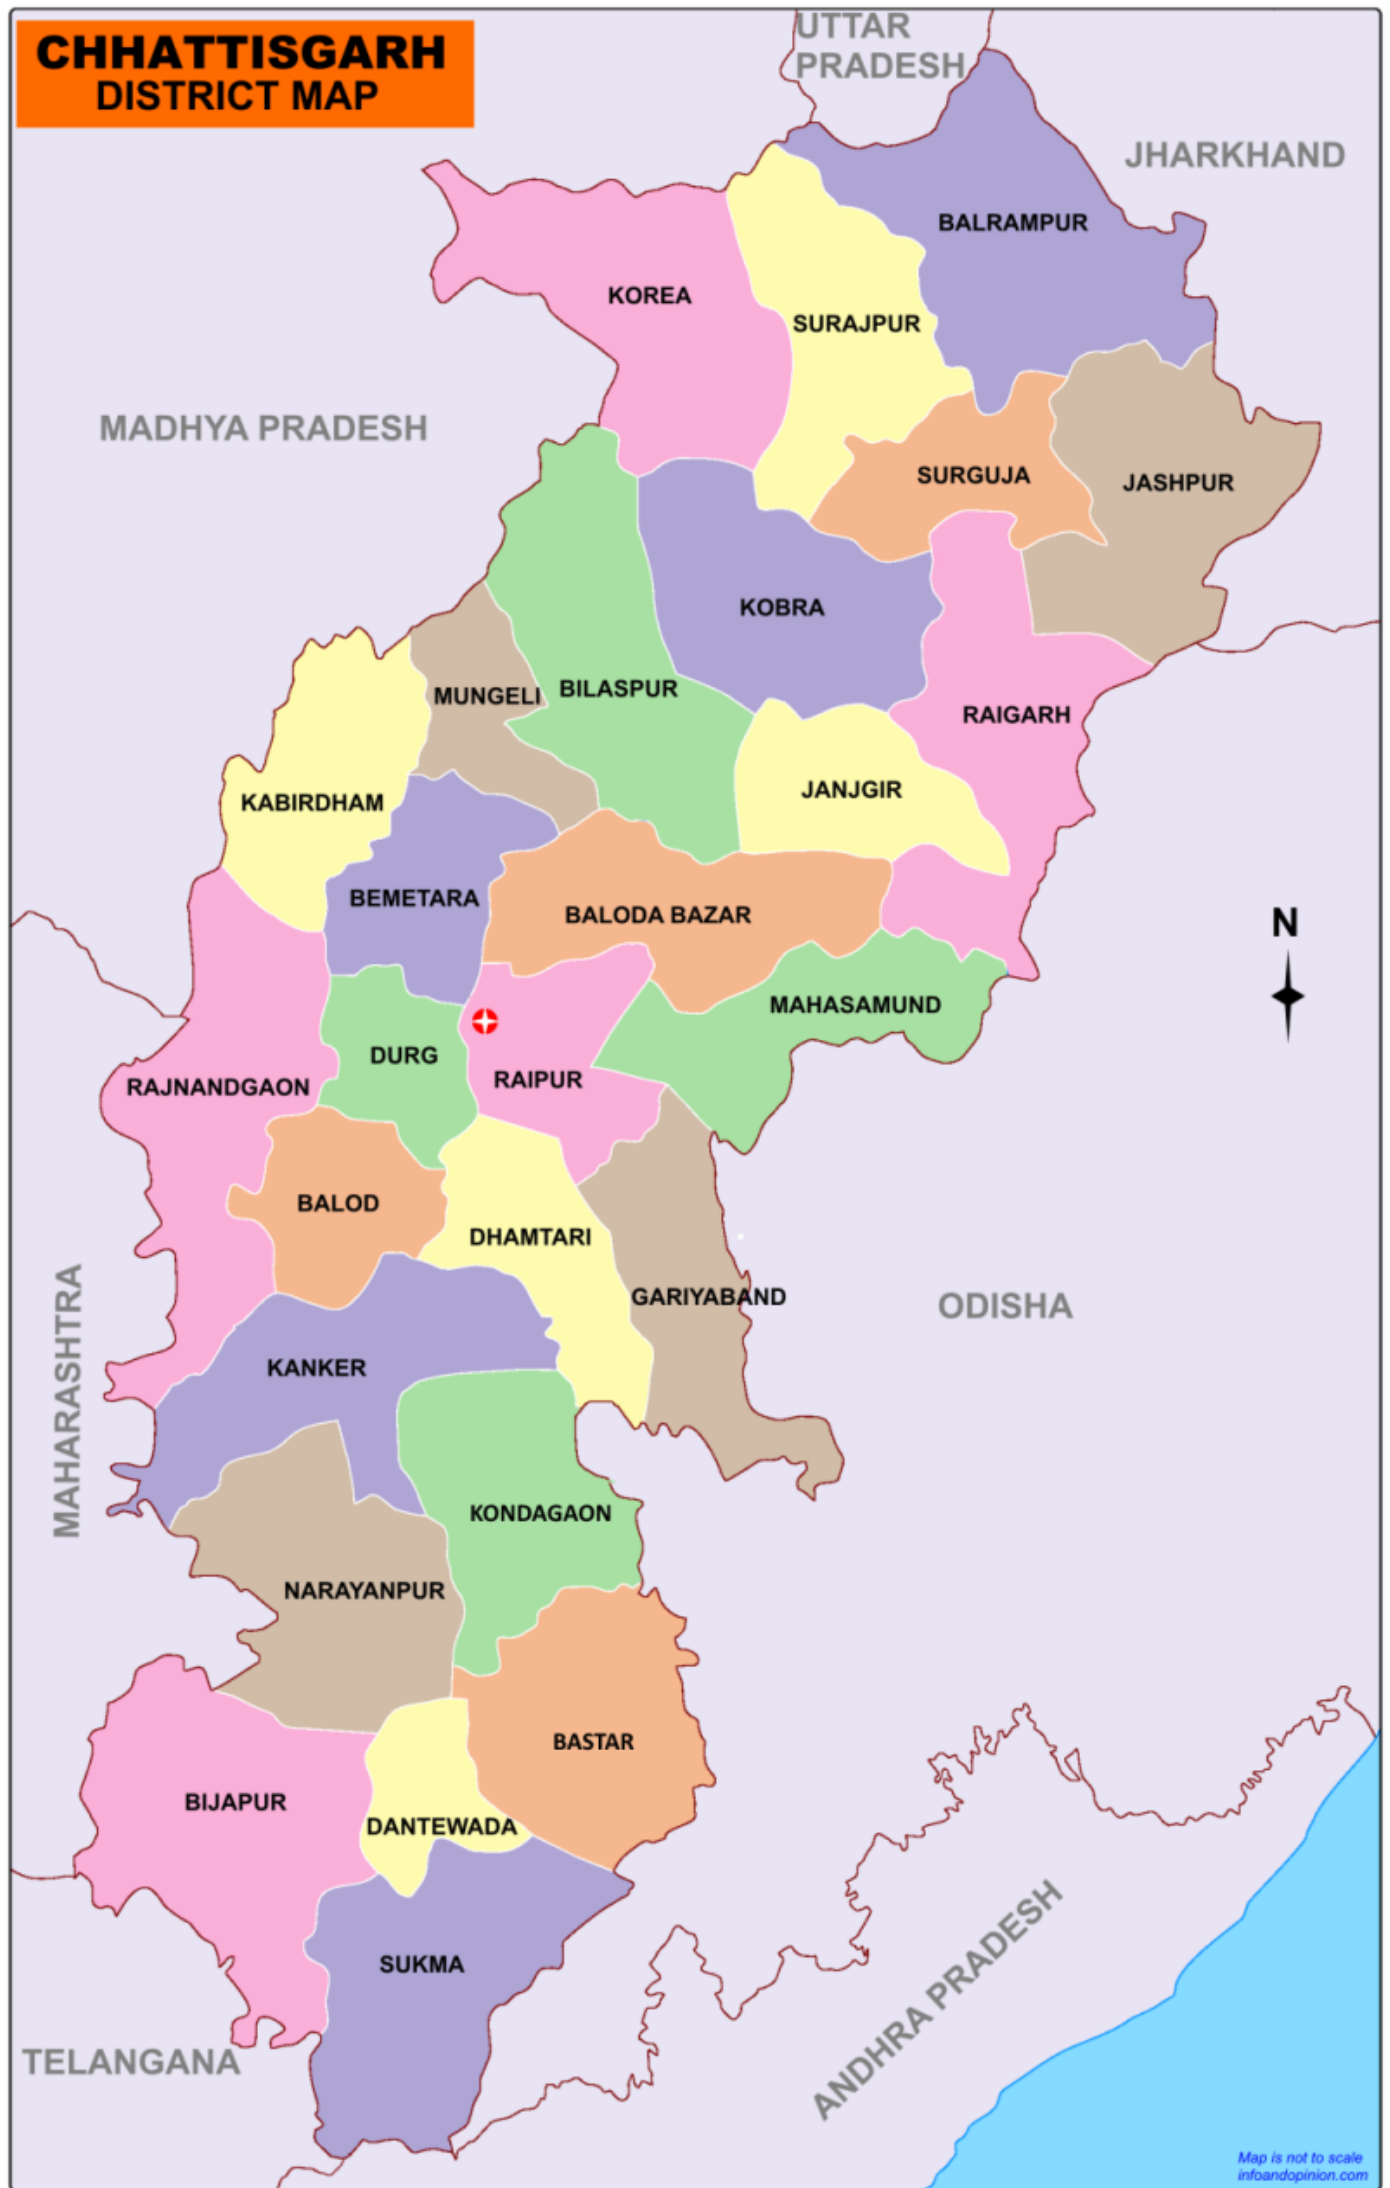 CHHATTISGARH
DISTRICT MAP
UTTAR
PRADESH
JHARKHAND
BALRAMPUR
KOREA
SURAJPUR
MADHYA PRADESH
SURGUJA
JASHPUR
KOBRA
MUNGELI
BILASPUR
RAIGARH
KABIRDHAM
JANJGIR
BEMETARA
BALODA BAZAR
N
MAHASAMUND
DURG
RAIPUR
RAJNANDGAON
BALOD
DHAMTARI
GARIYABAND
ODISHA
MAHARASHTRA
KANKER
KONDAGAON
NARAYANPUR
BASTAR
BIJAPUR
DANTEWADA
SUKMA
ANDHRA PRADESH
TELANGANA
Map is not to scale
infoandopinion.com